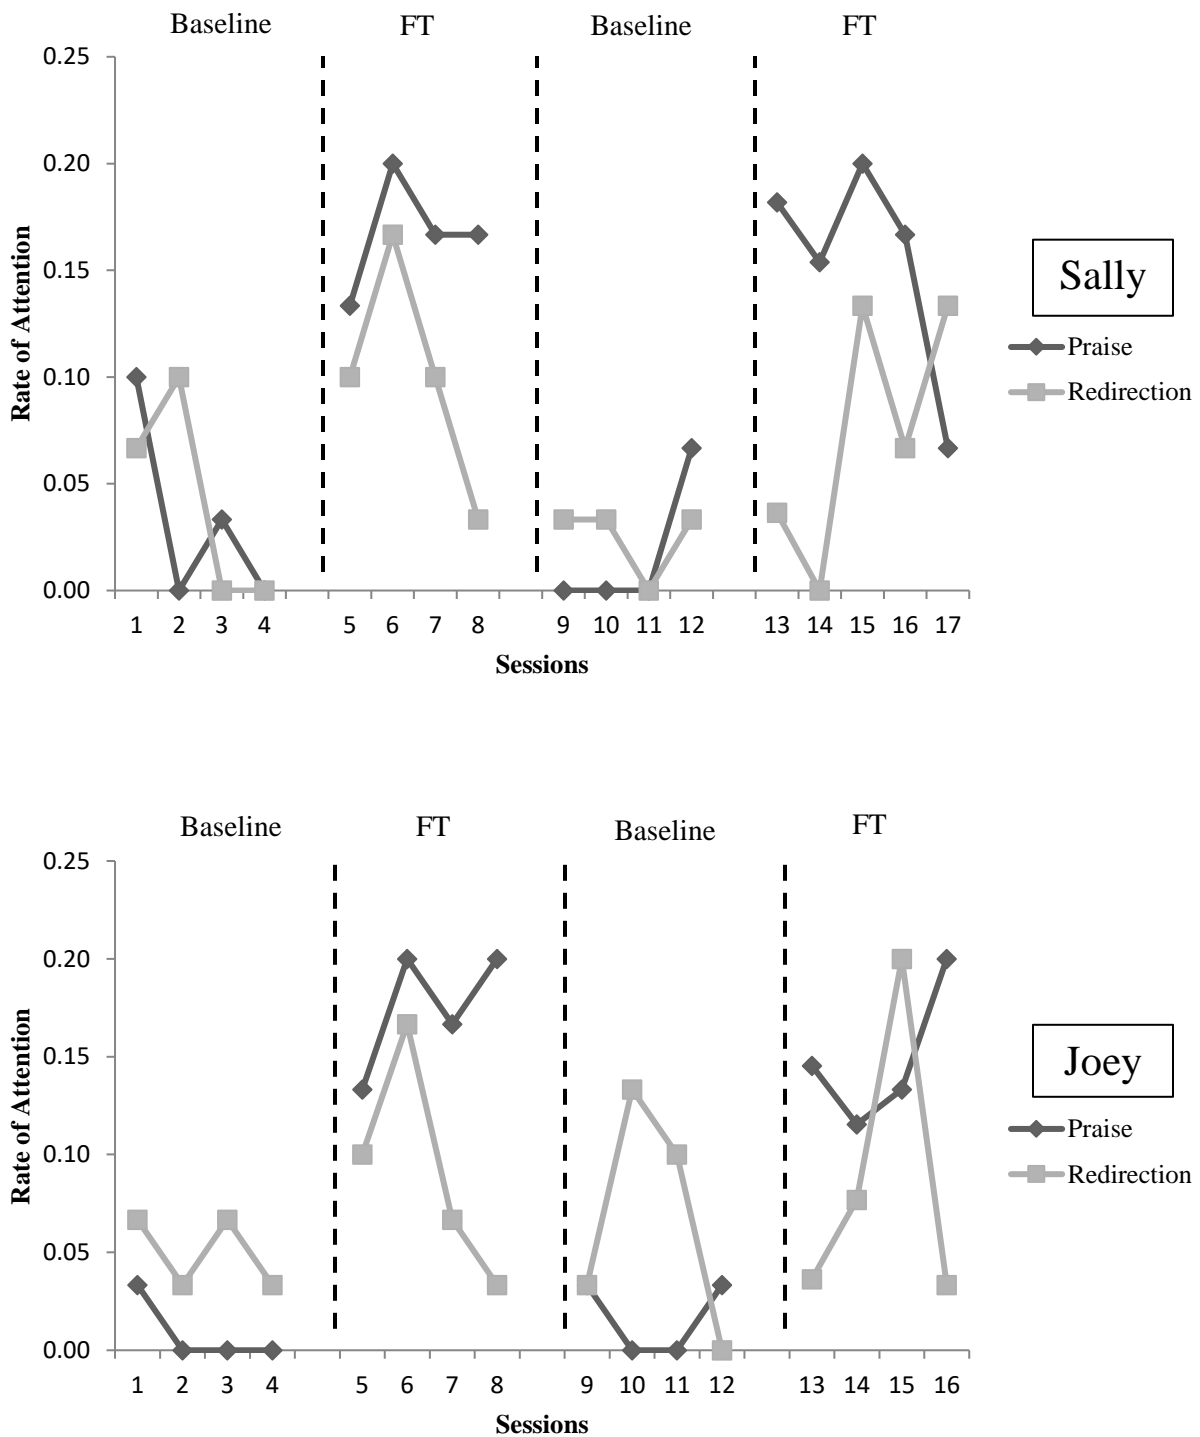 Baseline FT Baseline FT
0.25
0.20
0.15
0.10
0.05
0.00
Rate of Attention
1 2 3 4 5 6 7 8 9 10 11 12 13 14 15 16 17
Sessions
Sally
Praise
Redirection
Baseline FT Baseline FT
0.25
0.20
0.15
0.10
0.05
0.00
Rate of Attention
1 2 3 4 5 6 7 8 9 10 11 12 13 14 15 16
Sessions
Joey
Praise
Redirection